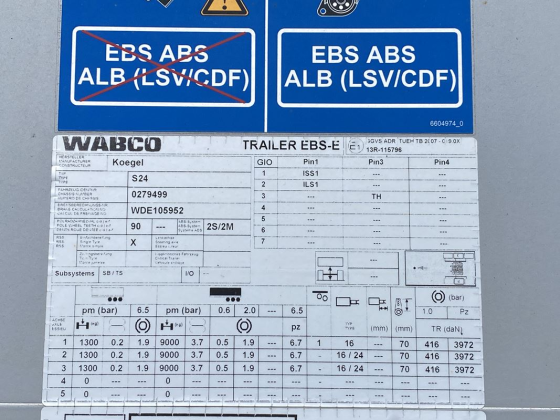 EBS ABS
ALB (LSV/CDF)
EBS ABS
ALB (LSV/CDF)
6604974_0
WABCO TRAILER EBS-E E1
13R-115796
Koegel
S24
0279499
WDE105952
90 --- 2S/2M
X
Subsystems SB / T5 I/O ---
GIO Pin1 Pin3 Pin4
1 ISS1 --- ---
2 ILS1 --- ---
3 --- TH ---
4 --- --- ---
5 --- --- ---
6 --- --- ---
7 --- --- ---
pm (bar) 6.5 pm (bar) 0.6 2.0 --- 6.5
pz
(mm) (mm) (bar)
1.0 Pz
TR (daN)
1 1300 0.2 1.9 9000 3.7 0.5 1.9 --- 6.7 1 16 --- 70 416 3972
2 1300 0.2 1.9 9000 3.7 0.5 1.9 --- 6.7 - 16 / 24 --- 70 416 3972
3 1300 0.2 1.9 9000 3.7 0.5 1.9 --- 6.7 - 16 / 24 --- 70 416 3972
4 0 --- --- 0 --- --- --- --- --- - --- --- --- --- ---
5 0 --- --- 0 --- --- --- --- --- - --- --- --- --- ---